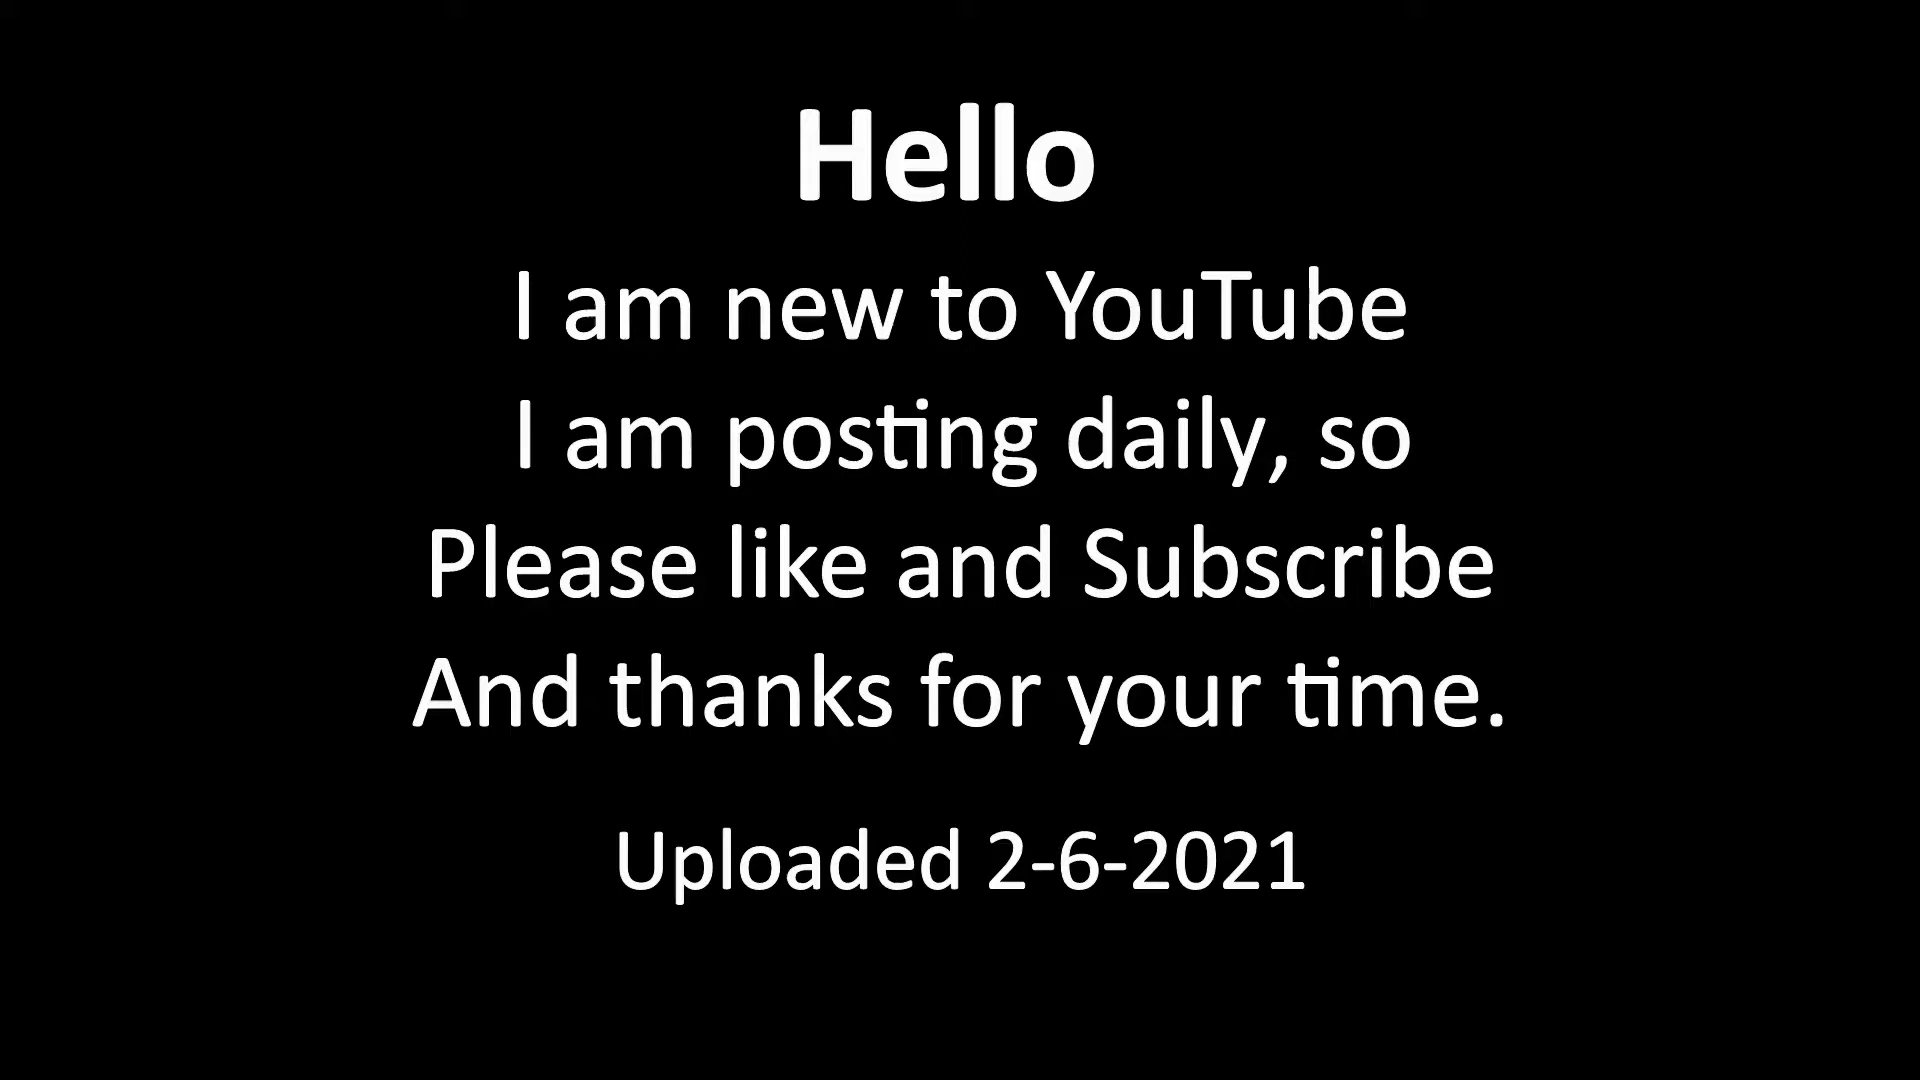 Hello
I am new to YouTube
I am posting daily, so
Please like and Subscribe
And thanks for your time.
Uploaded 2-6-2021